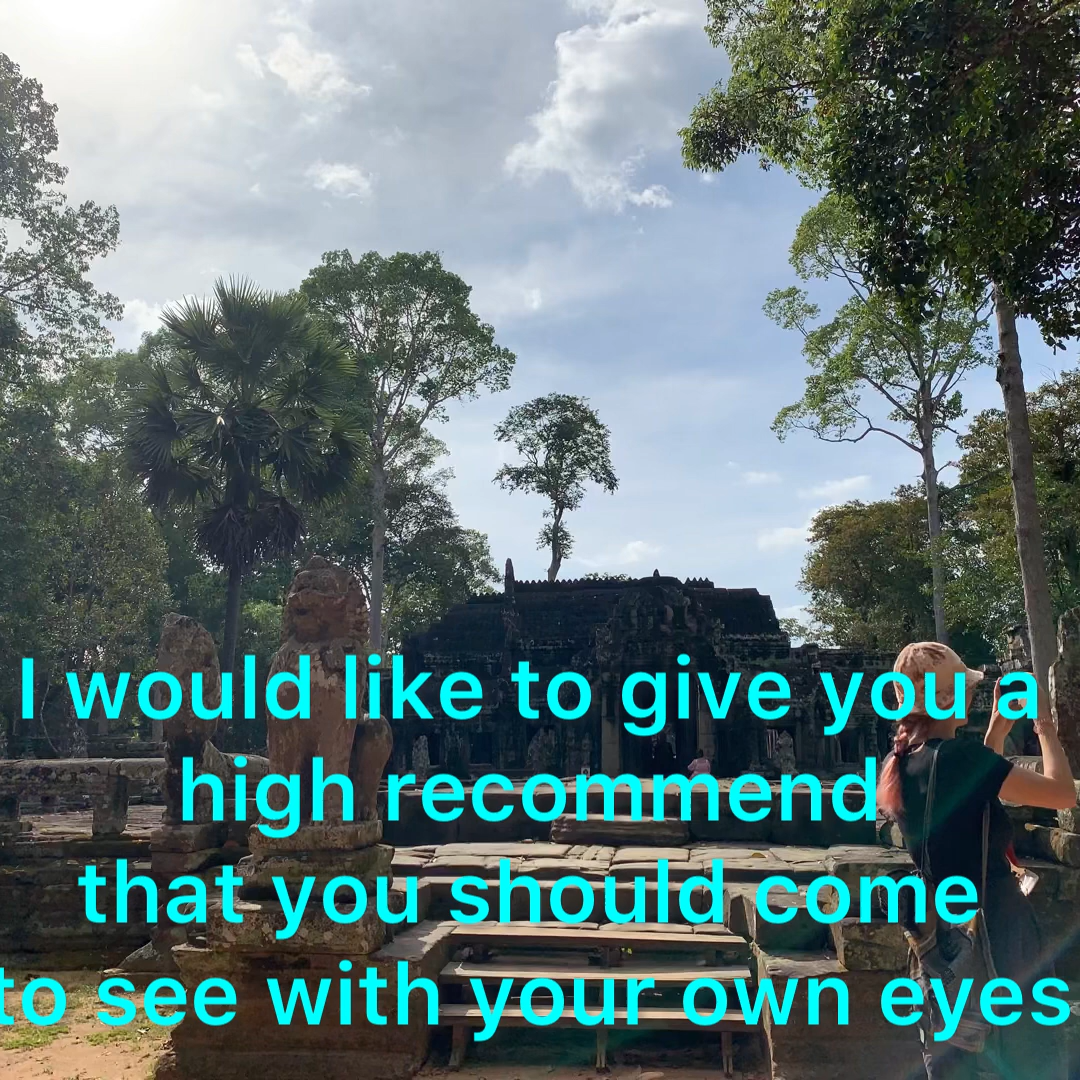 I would like to give you a
high recommend
that you should come
to see with your own eyes